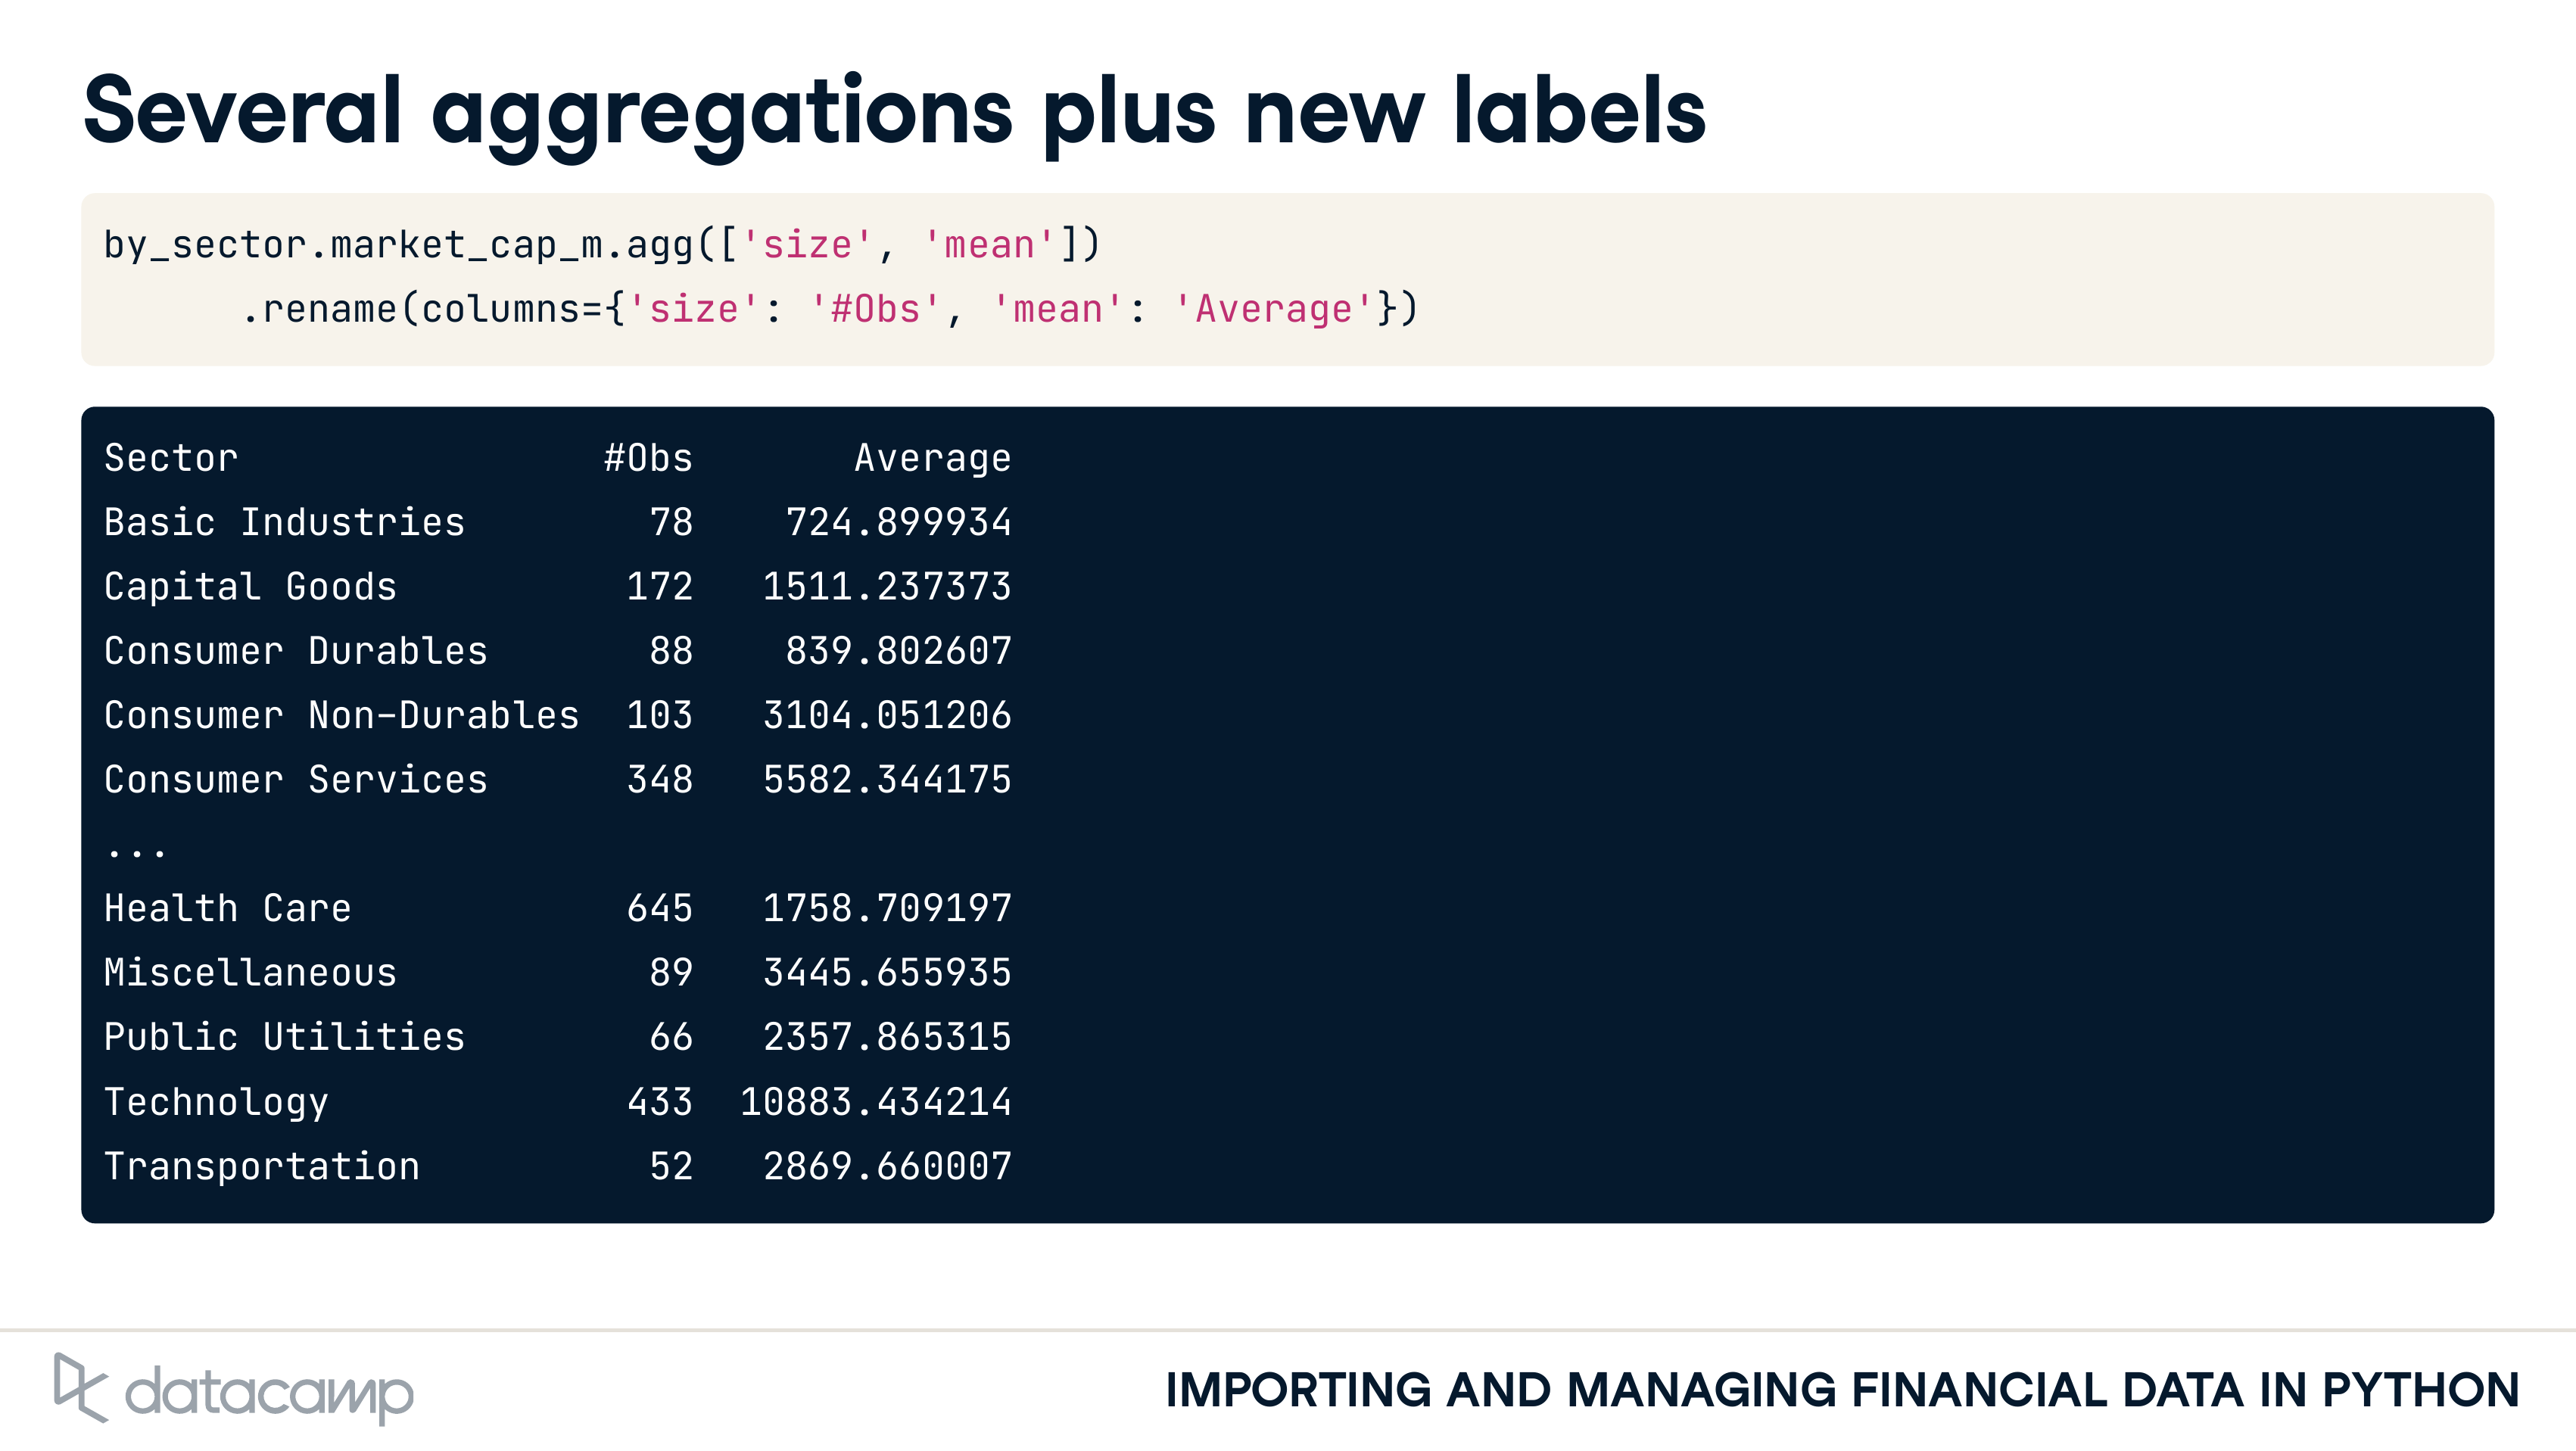 Several aggregations plus new labels
by_sector.market_cap_m.agg(['size', 'mean'])
      .rename(columns={'size': '#Obs', 'mean': 'Average'})
Sector                #Obs       Average
Basic Industries        78    724.899934
Capital Goods          172   1511.237373
Consumer Durables       88    839.802607
Consumer Non-Durables  103   3104.051206
Consumer Services      348   5582.344175
...
Health Care            645   1758.709197
Miscellaneous           89   3445.655935
Public Utilities        66   2357.865315
Technology             433  10883.434214
Transportation          52   2869.660007
datacamp
IMPORTING AND MANAGING FINANCIAL DATA IN PYTHON